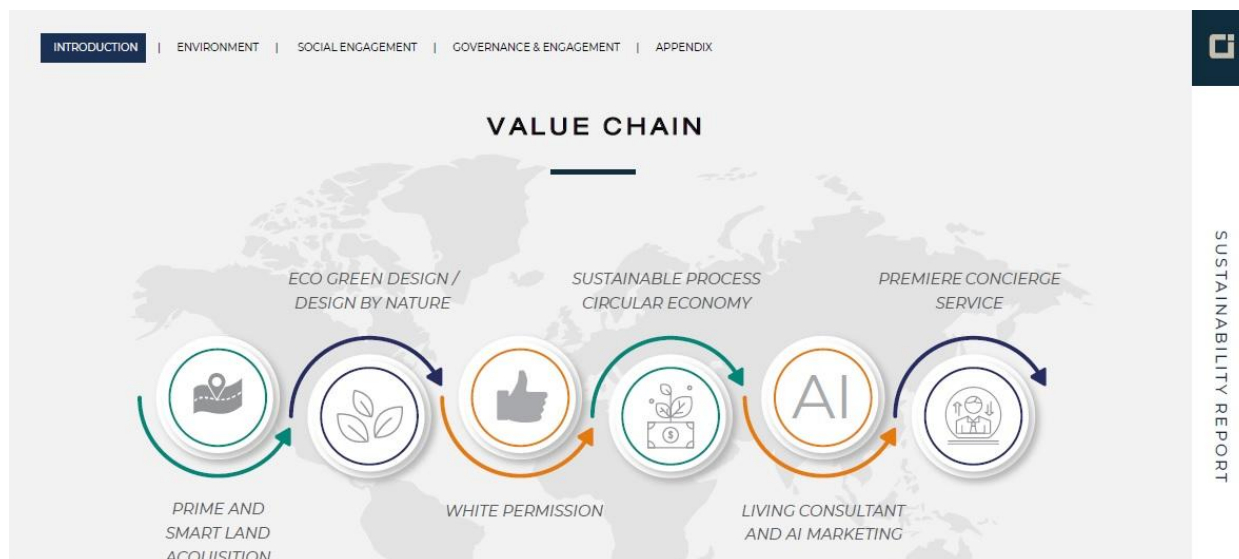 INTRODUCTION | ENVIRONMENT | SOCIAL ENGAGEMENT | GOVERNANCE & ENGAGEMENT | APPENDIX
VALUE CHAIN
ECO GREEN DESIGN /
DESIGN BY NATURE
SUSTAINABLE PROCESS
CIRCULAR ECONOMY
PREMIERE CONCIERGE
SERVICE
AI
$
PRIME AND
SMART LAND
ACQUISITION
WHITE PERMISSION
LIVING CONSULTANT
AND AI MARKETING
SUSTAINABILITY REPORT